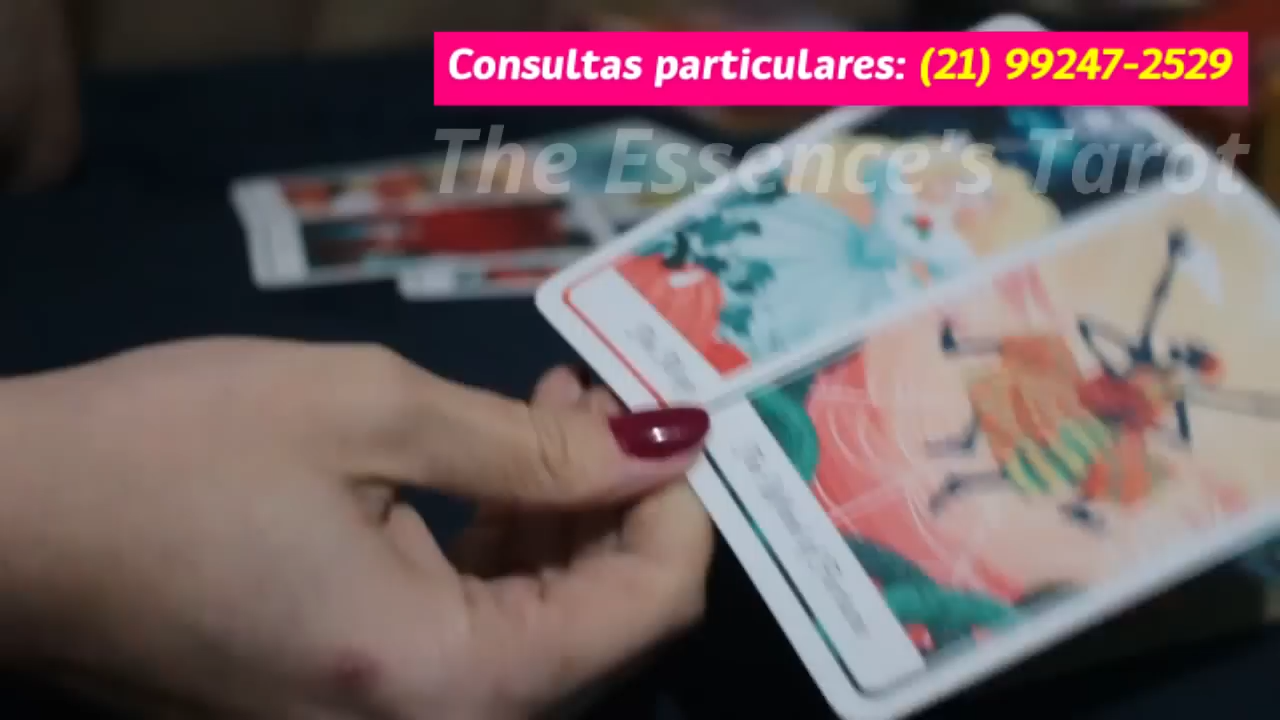 Consultas particulares: (21) 99247-2529
The Essence's Tarot